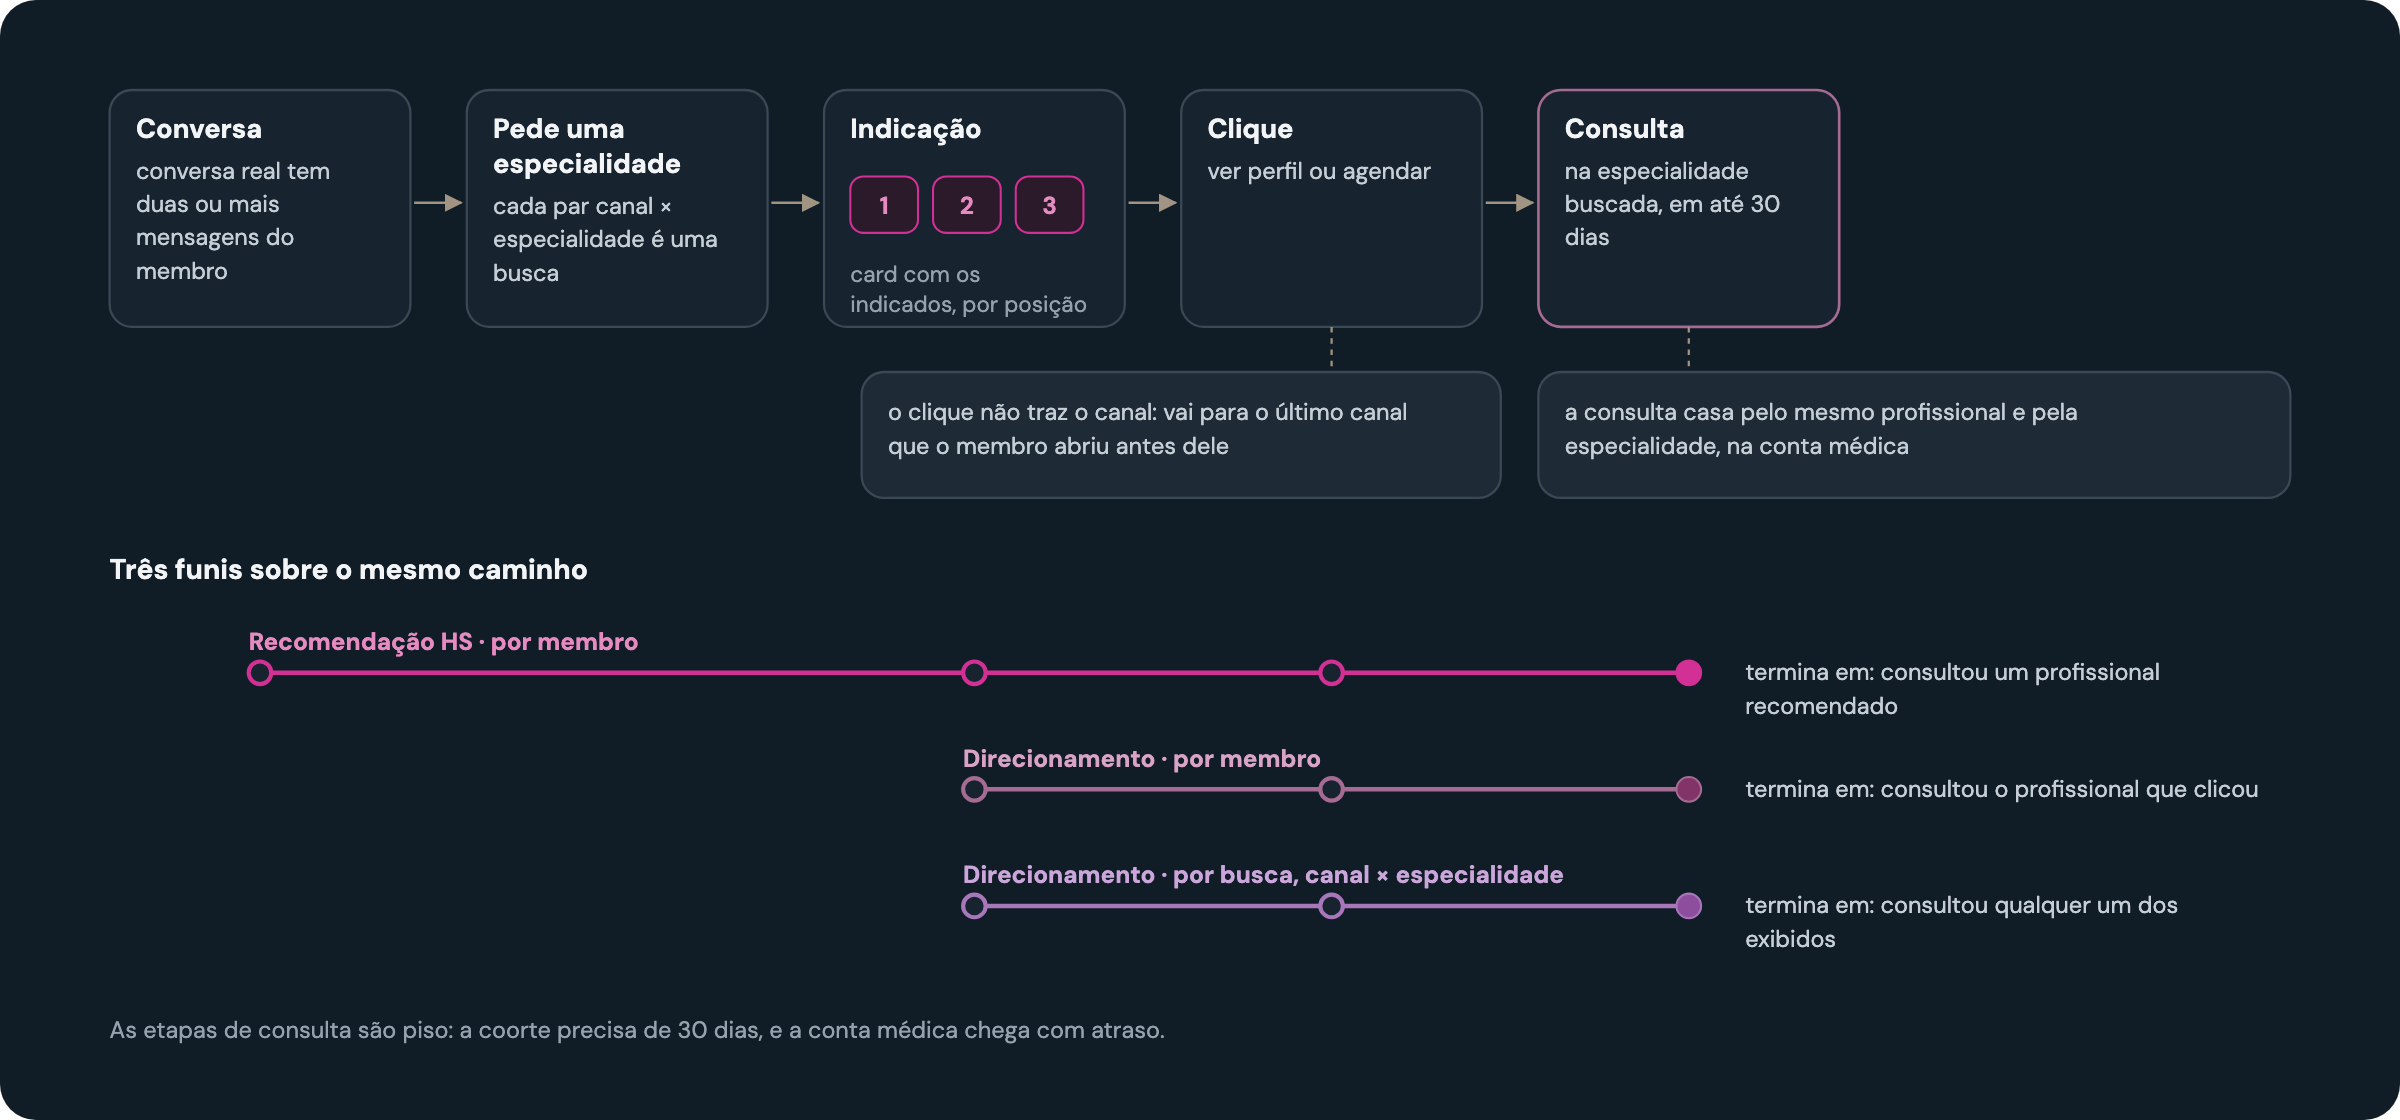 Conversa
conversa real tem
duas ou mais
mensagens do
membro
Pede uma
especialidade
cada par canal ×
especialidade é uma
busca
Indicação
1 2 3
card com os
indicados, por posição
Clique
ver perfil ou agendar
Consulta
na especialidade
buscada, em até 30
dias
o clique não traz o canal: vai para o último canal
que o membro abriu antes dele
a consulta casa pelo mesmo profissional e pela
especialidade, na conta médica
Três funis sobre o mesmo caminho
Recomendação HS · por membro
termina em: consultou um profissional
recomendado
Direcionamento · por membro
termina em: consultou o profissional que clicou
Direcionamento · por busca, canal × especialidade
termina em: consultou qualquer um dos
exibidos
As etapas de consulta são piso: a coorte precisa de 30 dias, e a conta médica chega com atraso.